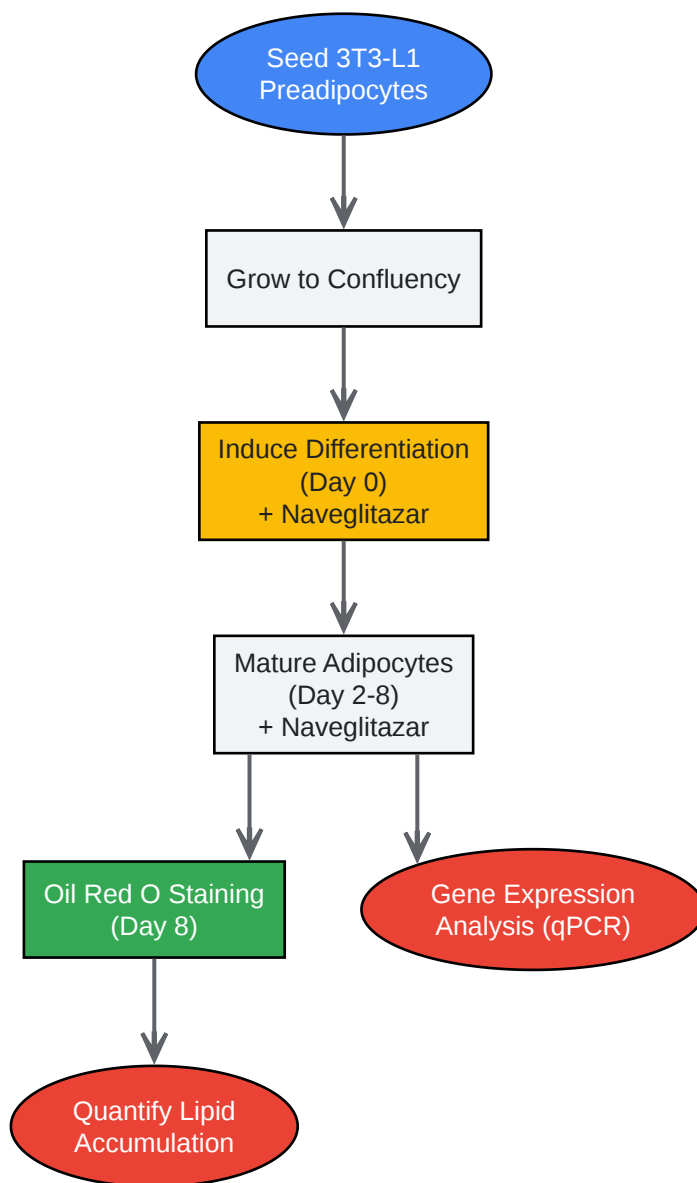 Seed 3T3-L1
Preadipocytes
Grow to Confluency
Induce Differentiation
(Day 0)
+ Naveglitazar
Mature Adipocytes
(Day 2-8)
+ Naveglitazar
Oil Red O Staining
(Day 8)
Gene Expression
Analysis (qPCR)
Quantify Lipid
Accumulation